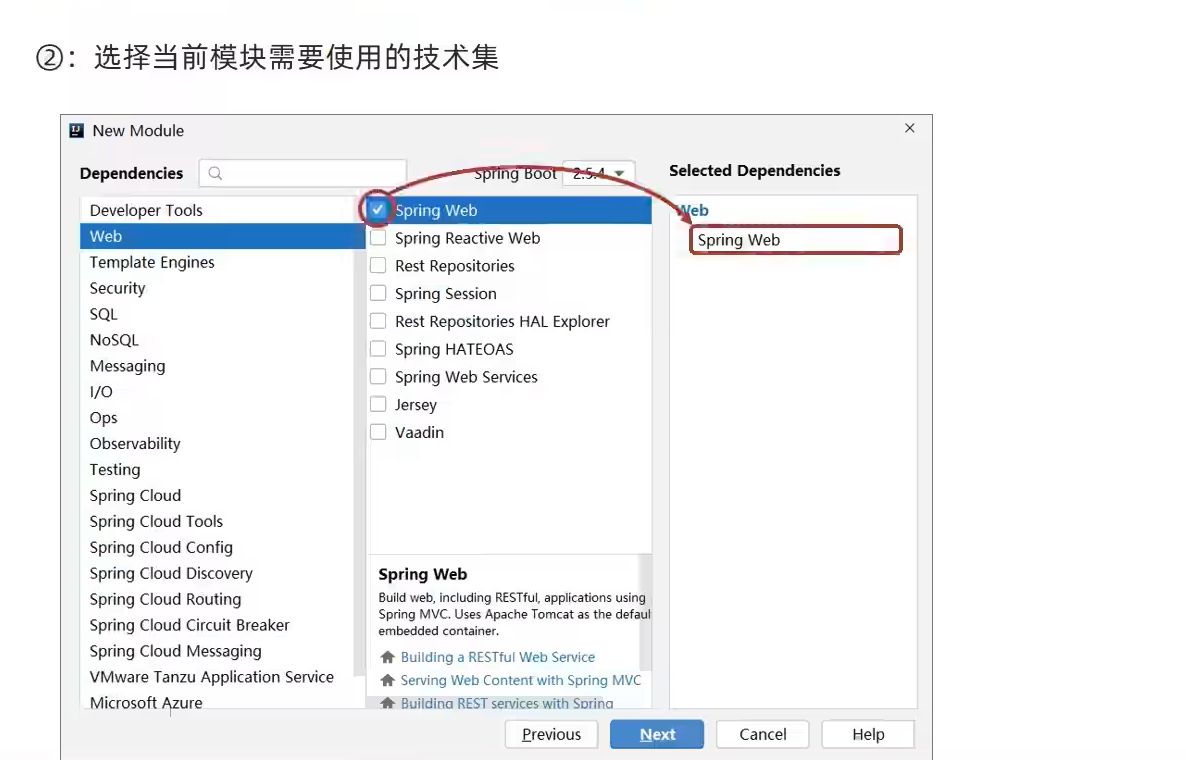 ②：选择当前模块需要使用的技术集
New Module
Dependencies
Spring Boot 2.5.4
Selected Dependencies
Developer Tools
Web
Template Engines
Security
SQL
NoSQL
Messaging
I/O
Ops
Observability
Testing
Spring Cloud
Spring Cloud Tools
Spring Cloud Config
Spring Cloud Discovery
Spring Cloud Routing
Spring Cloud Circuit Breaker
Spring Cloud Messaging
VMware Tanzu Application Service
Microsoft Azure
Spring Web
Spring Reactive Web
Rest Repositories
Spring Session
Rest Repositories HAL Explorer
Spring HATEOAS
Spring Web Services
Jersey
Vaadin
Spring Web
Build web, including RESTful, applications using
Spring MVC. Uses Apache Tomcat as the defaul
embedded container.
Building a RESTful Web Service
Serving Web Content with Spring MVC
Building REST services with Spring
Web
Spring Web
Previous
Next
Cancel
Help